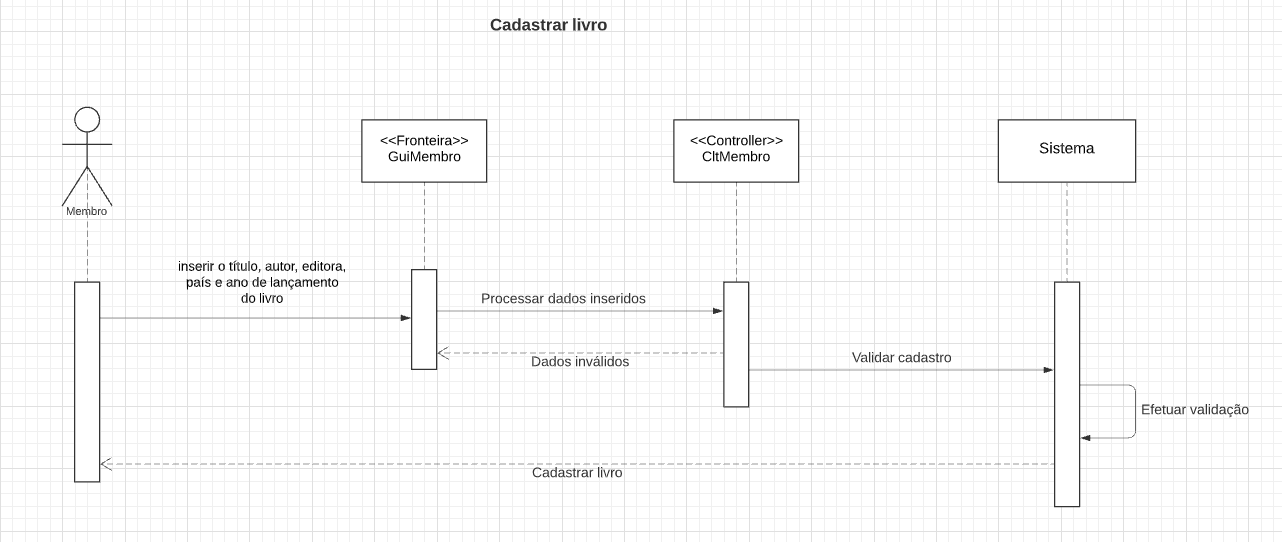 Cadastrar livro
Membro
<<Fronteira>>
GuiMembro
<<Controller>>
CltMembro
Sistema
inserir o título, autor, editora,
país e ano de lançamento
do livro
Processar dados inseridos
Dados inválidos
Validar cadastro
Efetuar validação
Cadastrar livro